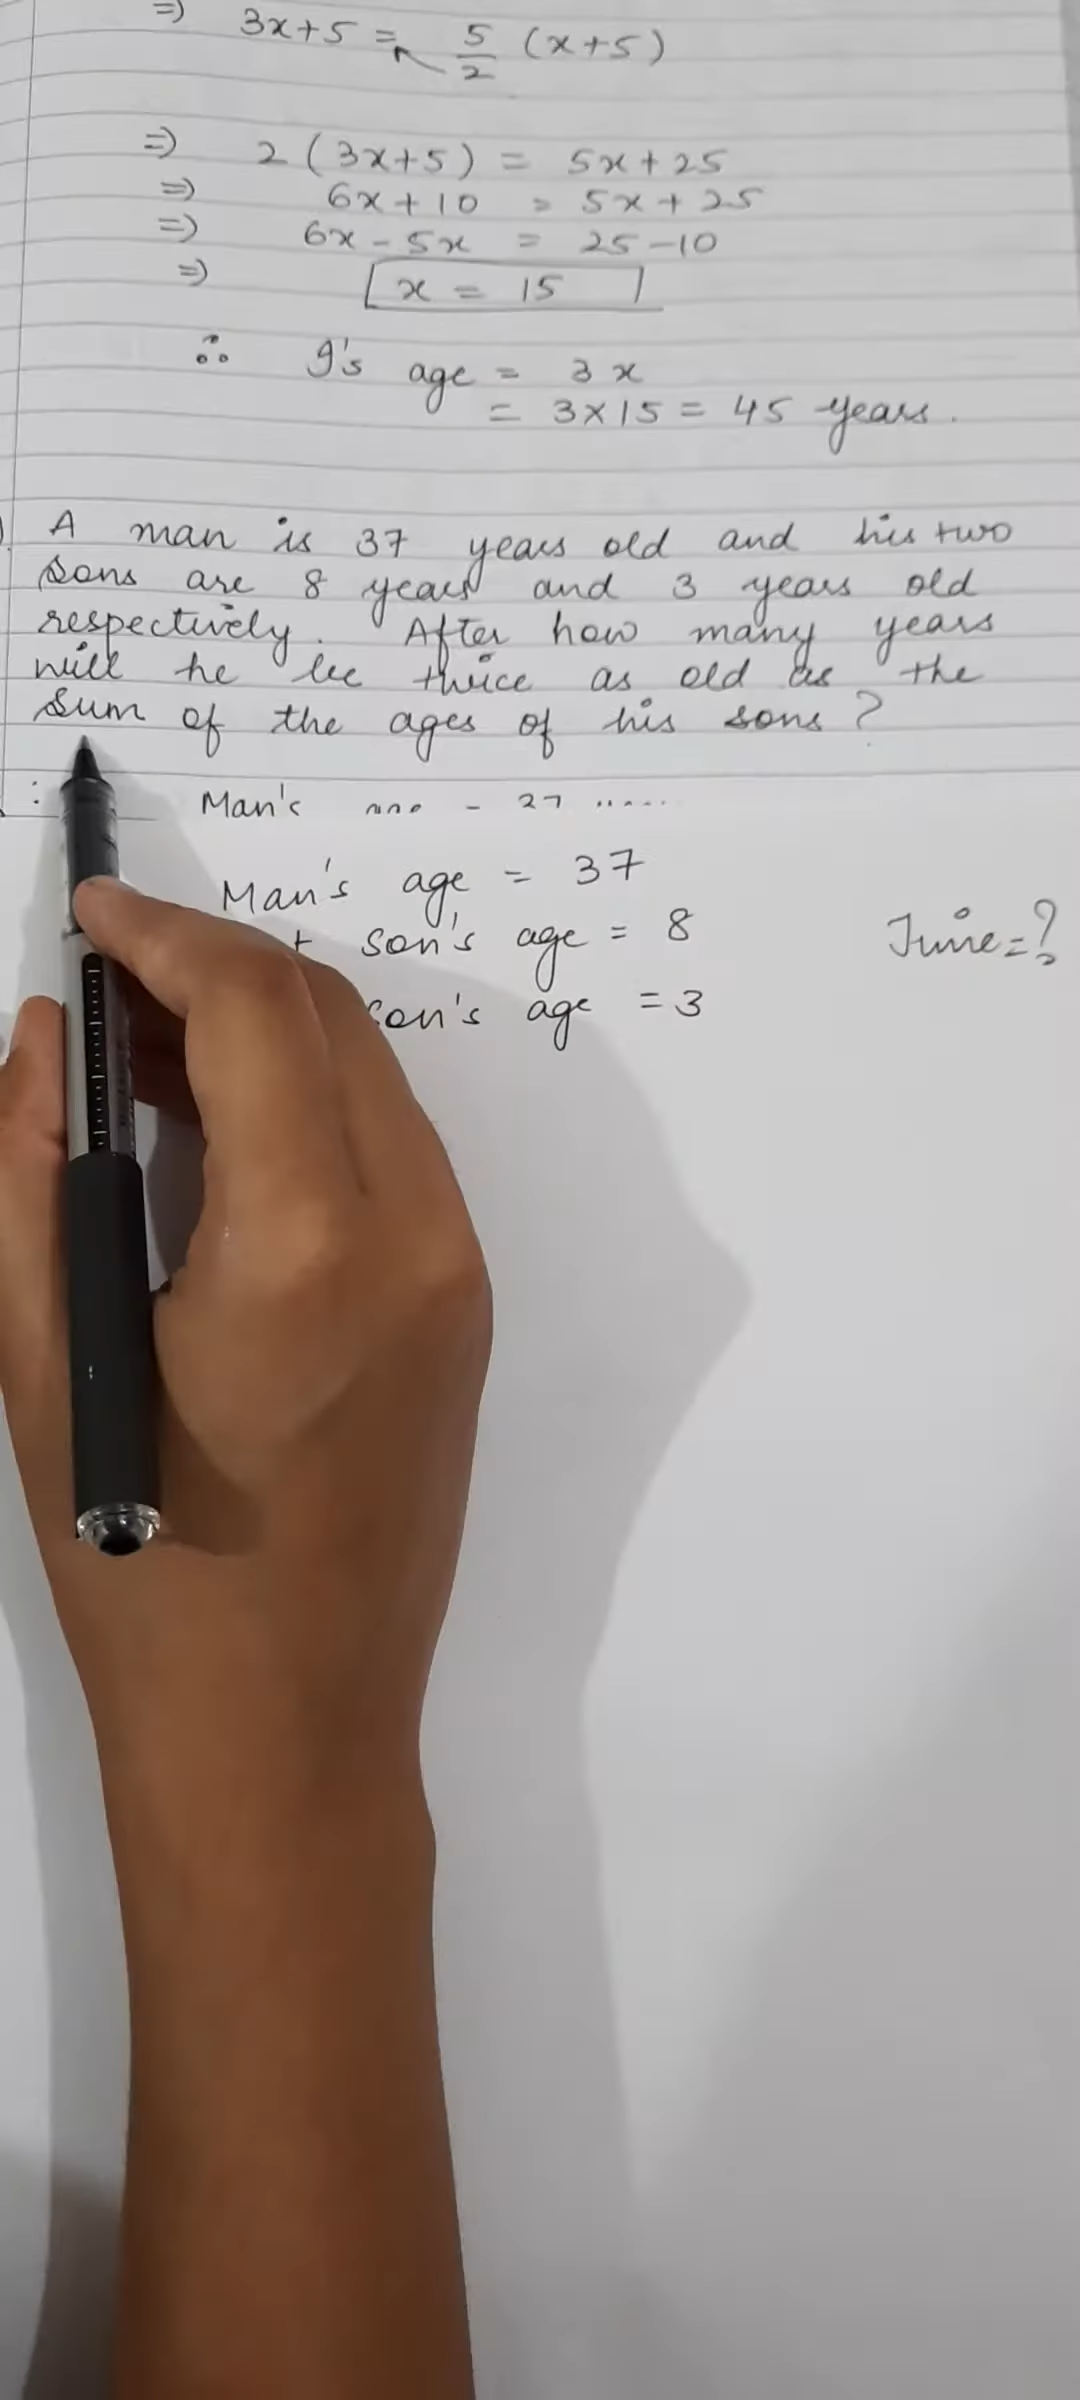 => 3x+5 = 5/2 (x+5)
=> 2(3x+5) = 5x+25
=> 6x+10 = 5x+25
=> 6x-5x = 25-10
=> x = 15
∴ g's age = 3x
= 3×15 = 45 years.
A man is 37 years old and his two
sons are 8 years and 3 years old
respectively. After how many years
will he be twice as old as the
sum of the ages of his sons?
: Man's
Man's age = 37
son's age = 8
Time=?
son's age =3